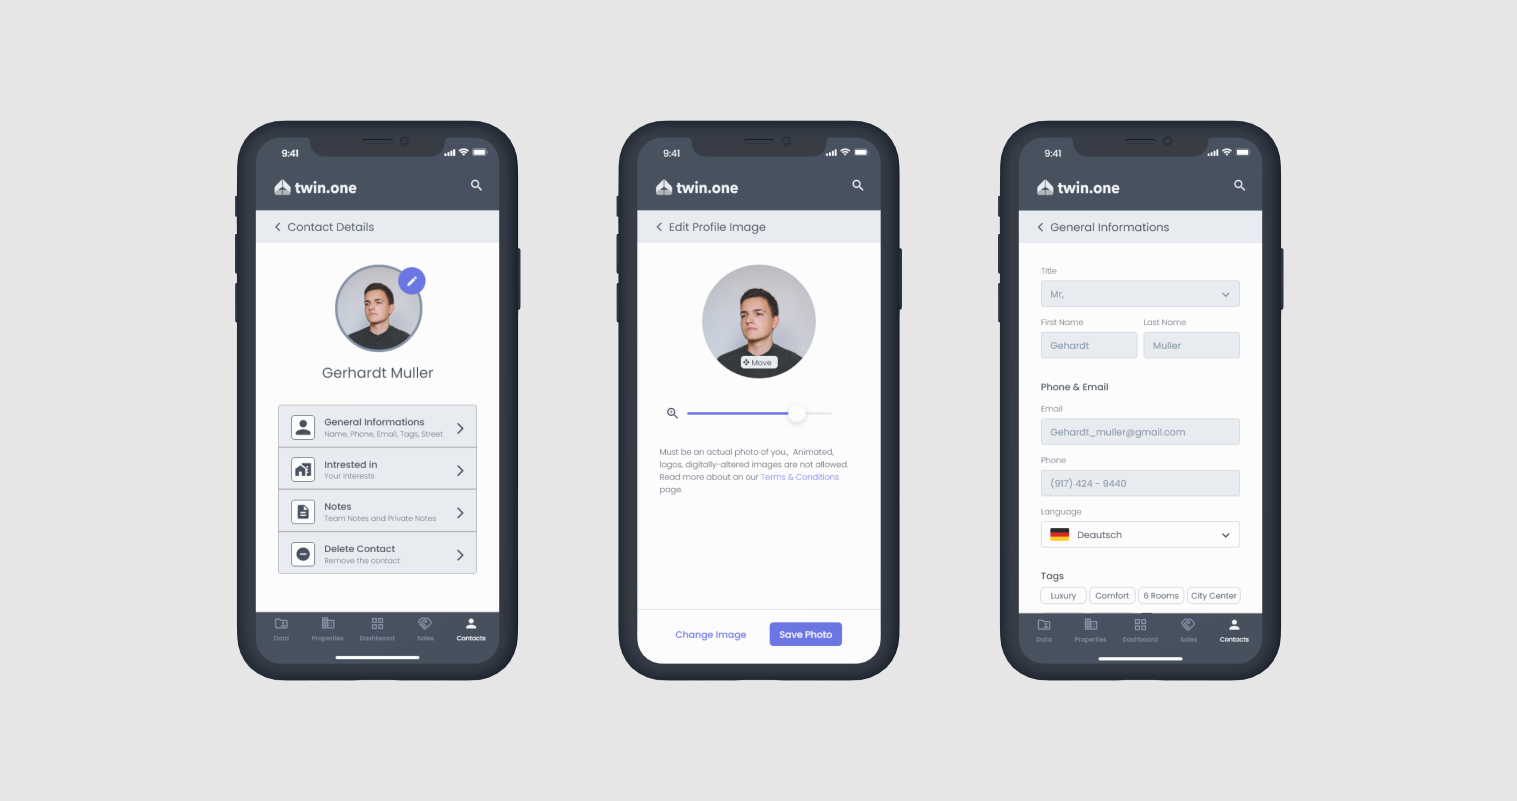 9:41
twin.one
Contact Details
Gerhardt Muller
General Informations
Name, Phone, Email, Tags, Street
Intrested in
Your Interests
Notes
Team Notes and Private Notes
Delete Contact
Remove the contact
Data
Properties
Dashboard
Sales
Contacts
9:41
twin.one
Edit Profile Image
Move
Must be an actual photo of you,  Animated,
logos, digitally-altered images are not allowed.
Read more about on our Terms & Conditions
page.
Change Image
Save Photo
9:41
twin.one
General Informations
Title
Mr,
First Name
Last Name
Gehardt
Muller
Phone & Email
Email
Gehardt_muller@gmail.com
Phone
(917) 424 - 9440
Language
Deautsch
Tags
Luxury
Comfort
6 Rooms
City Center
Data
Properties
Dashboard
Sales
Contacts